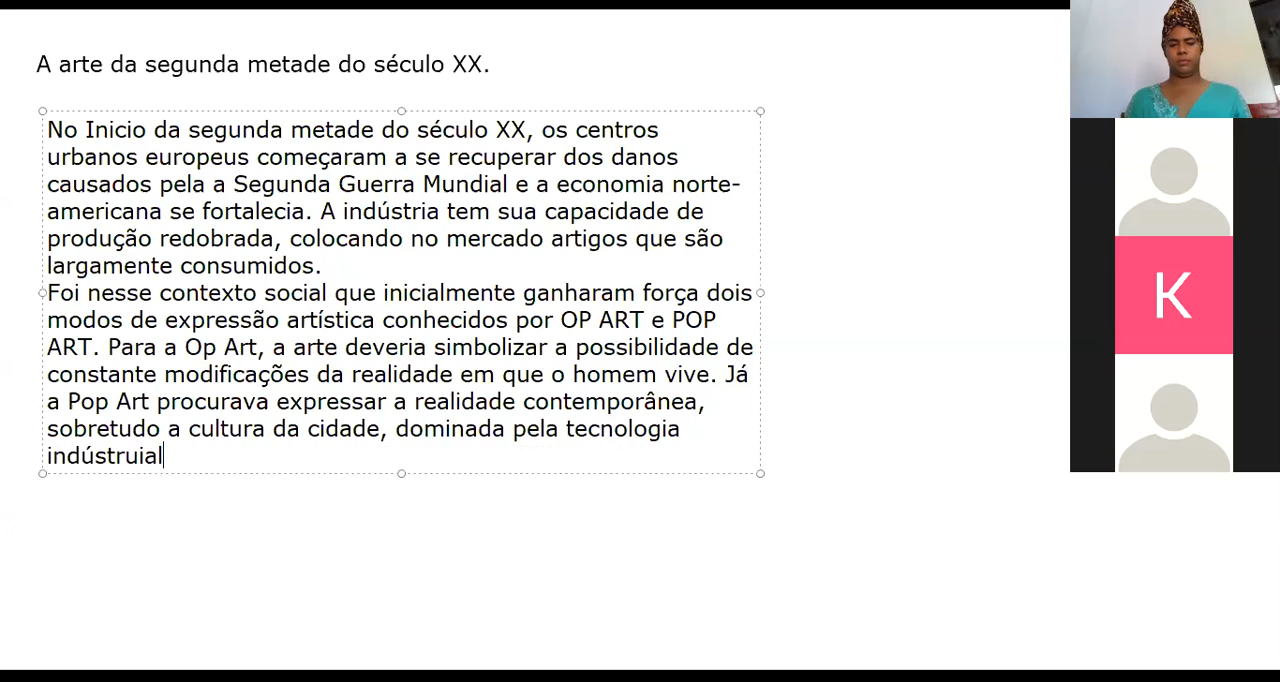 A arte da segunda metade do século XX.
No Inicio da segunda metade do século XX, os centros
urbanos europeus começaram a se recuperar dos danos
causados pela a Segunda Guerra Mundial e a economia norte-
americana se fortalecia. A indústria tem sua capacidade de
produção redobrada, colocando no mercado artigos que são
largamente consumidos.
Foi nesse contexto social que inicialmente ganharam força dois
modos de expressão artística conhecidos por OP ART e POP
ART. Para a Op Art, a arte deveria simbolizar a possibilidade de
constante modificações da realidade em que o homem vive. Já
a Pop Art procurava expressar a realidade contemporânea,
sobretudo a cultura da cidade, dominada pela tecnologia
indústruial
K